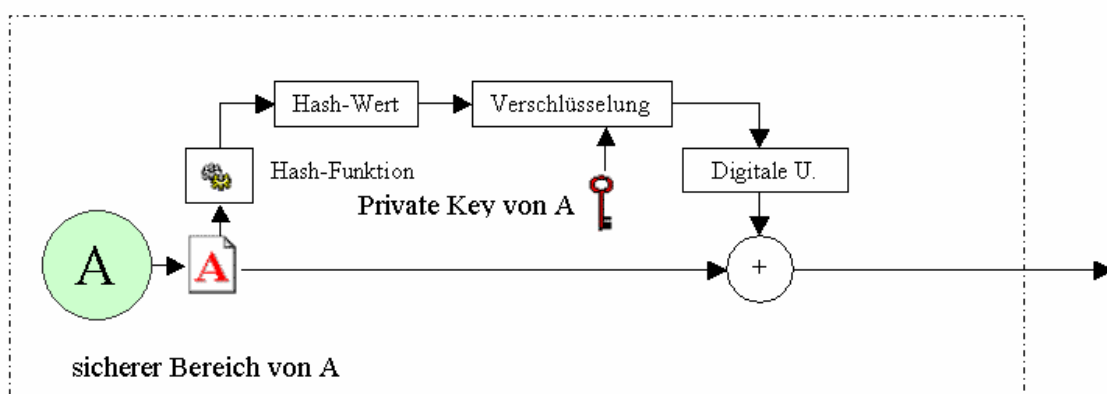 Hash-Wert
Verschlüsselung
Hash-Funktion
Digitale U.
Private Key von A
A
A
+
sicherer Bereich von A